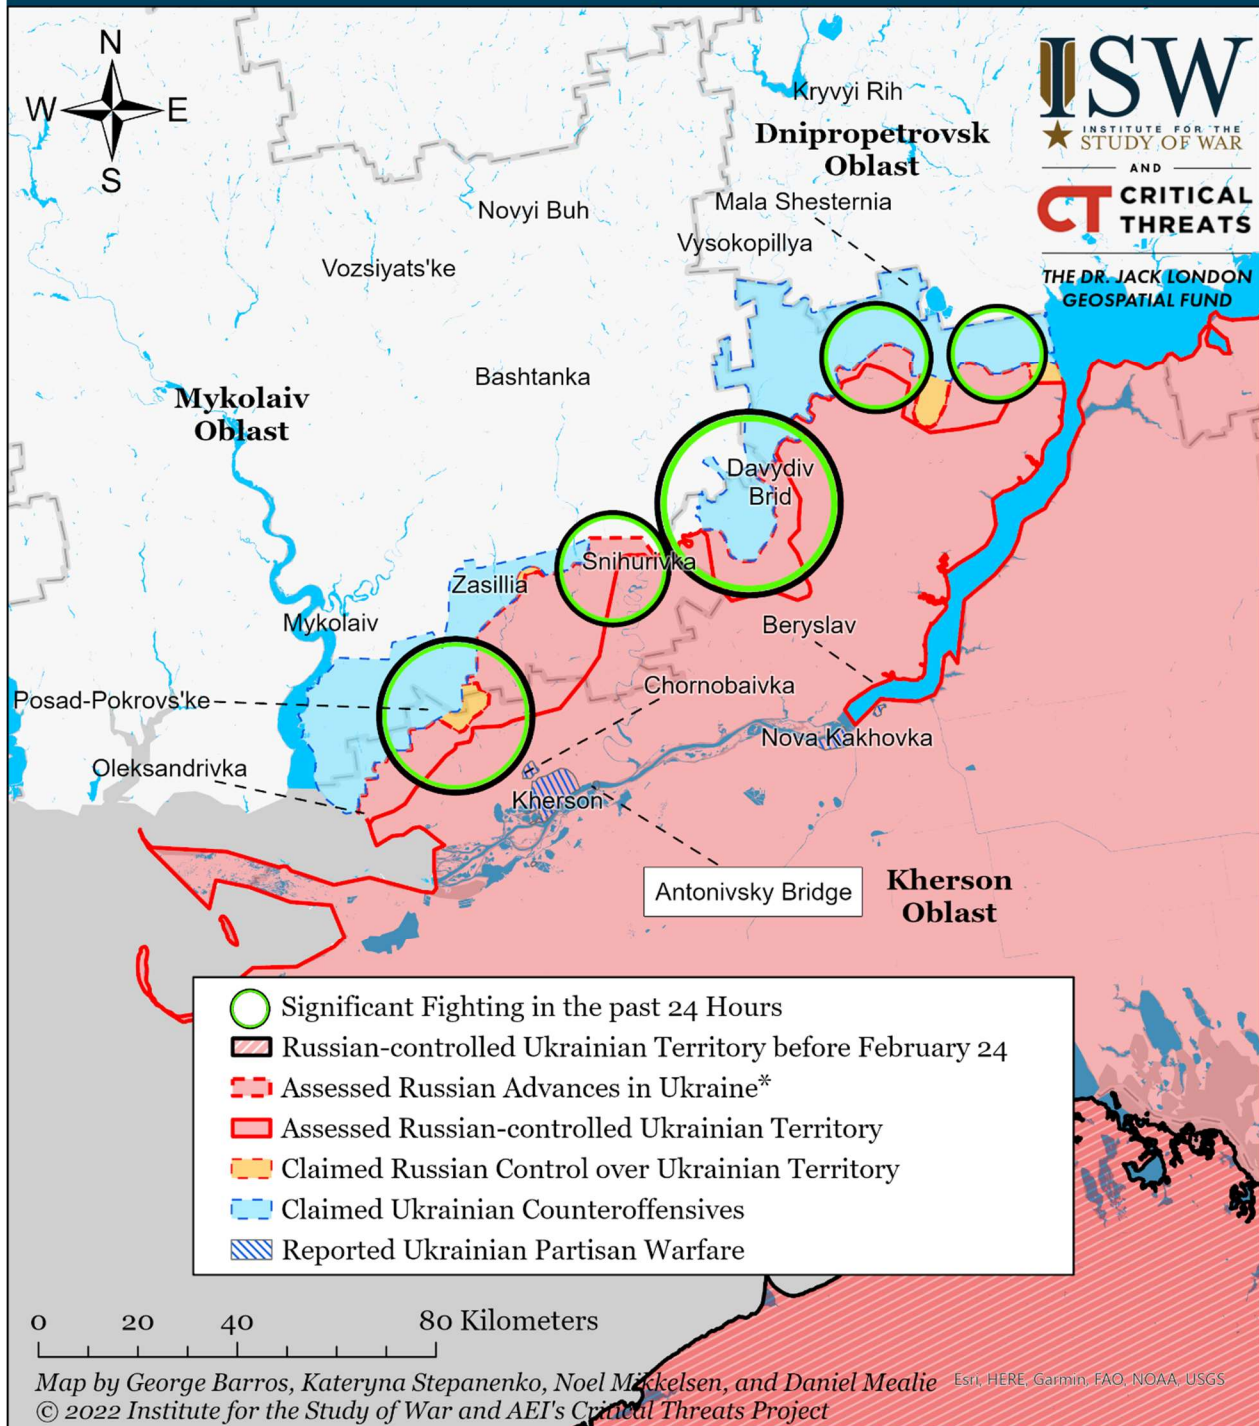 N
W
E
S
ISW
INSTITUTE FOR THE
STUDY OF WAR
AND
CT CRITICAL
THREATS
THE DR. JACK LONDON
GEOSPATIAL FUND
Kryvyi Rih
Dnipropetrovsk
Oblast
Mala Shesternia
Novyi Buh
Vysokopillya
Vozsiyats'ke
Bashtanka
Mykolaiv
Oblast
Davydiv
Brid
Snihurivka
Zasillia
Mykolaiv
Beryslav
Chornobaivka
Posad-Pokrovs'ke
Nova Kakhovka
Oleksandrivka
Kherson
Antonivsky Bridge
Kherson
Oblast
Significant Fighting in the past 24 Hours
Russian-controlled Ukrainian Territory before February 24
Assessed Russian Advances in Ukraine*
Assessed Russian-controlled Ukrainian Territory
Claimed Russian Control over Ukrainian Territory
Claimed Ukrainian Counteroffensives
Reported Ukrainian Partisan Warfare
0 20 40 80 Kilometers
Map by George Barros, Kateryna Stepanenko, Noel Mikkelsen, and Daniel Mealie
Esri, HERE, Garmin, FAO, NOAA, USGS
© 2022 Institute for the Study of War and AEI's Critical Threats Project